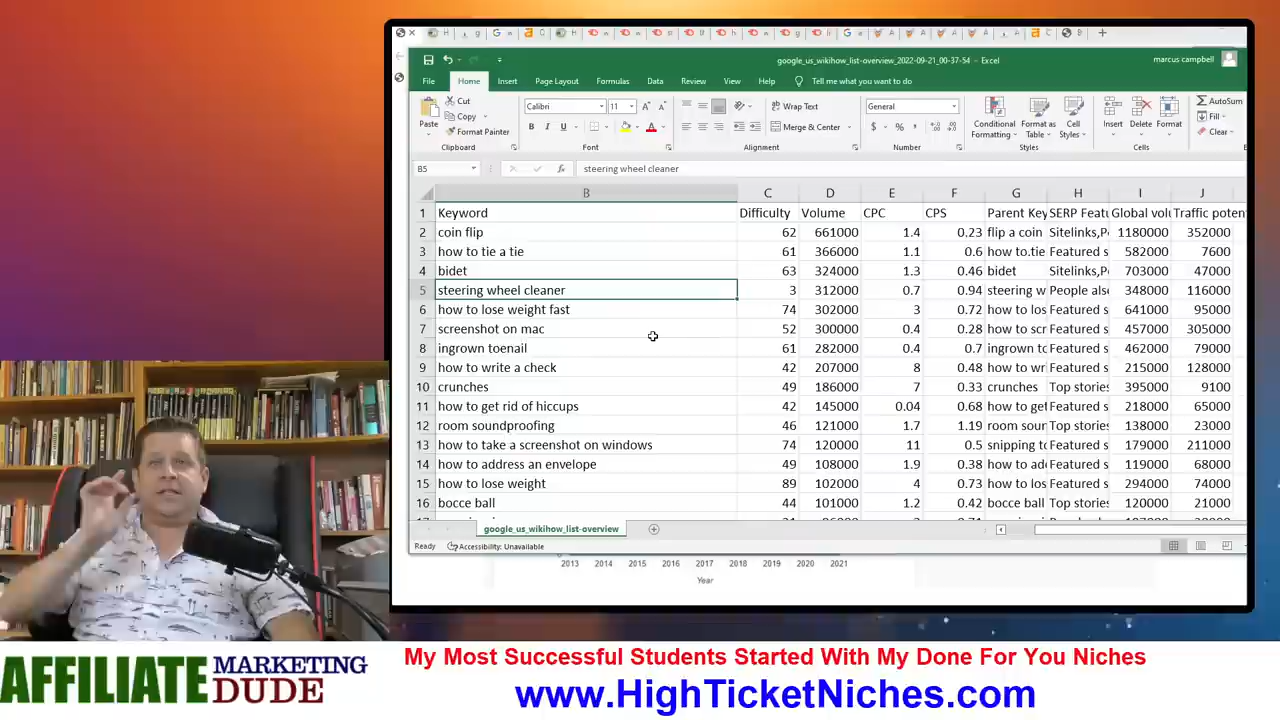 google_us_wikihow_list-overview_2022-09-21_00-37-54 – Excel
marcus campbell
File Home Insert Page Layout Formulas Data Review View Help Tell me what you want to do
Paste
Cut
Copy
Format Painter
Clipboard
Calibri 11
B I U
Font
Wrap Text
Merge & Center
Alignment
General
$ % ,
Number
Conditional Formatting
Format as Table
Cell Styles
Styles
Insert Delete Format
Cells
AutoSum
Fill
Clear
B5 fx steering wheel cleaner
B C D E F G H I J
1 Keyword Difficulty Volume CPC CPS Parent Key SERP Featu Global volu Traffic poten
2 coin flip 62 661000 1.4 0.23 flip a coin Sitelinks,P 1180000 352000
3 how to tie a tie 61 366000 1.1 0.6 how to.tie Featured s 582000 7600
4 bidet 63 324000 1.3 0.46 bidet Sitelinks,P 703000 47000
5 steering wheel cleaner 3 312000 0.7 0.94 steering w People also 348000 116000
6 how to lose weight fast 74 302000 3 0.72 how to los Featured s 641000 95000
7 screenshot on mac 52 300000 0.4 0.28 how to scr Featured s 457000 305000
8 ingrown toenail 61 282000 0.4 0.7 ingrown to Featured s 462000 79000
9 how to write a check 42 207000 8 0.48 how to wri Featured s 215000 128000
10 crunches 49 186000 7 0.33 crunches Top stories 395000 9100
11 how to get rid of hiccups 42 145000 0.04 0.68 how to get Featured s 218000 65000
12 room soundproofing 46 121000 1.7 1.19 room soun Featured s 138000 23000
13 how to take a screenshot on windows 74 120000 11 0.5 snipping to Featured s 179000 211000
14 how to address an envelope 49 108000 1.9 0.38 how to add Featured s 119000 68000
15 how to lose weight 89 102000 4 0.73 how to los Featured s 294000 74000
16 bocce ball 44 101000 1.2 0.42 bocce ball Top stories 120000 21000
google_us_wikihow_list-overview
Ready Accessibility: Unavailable
2013 2014 2015 2016 2017 2018 2019 2020 2021
Year
AFFILIATE MARKETING DUDE
My Most Successful Students Started With My Done For You Niches
www.HighTicketNiches.com